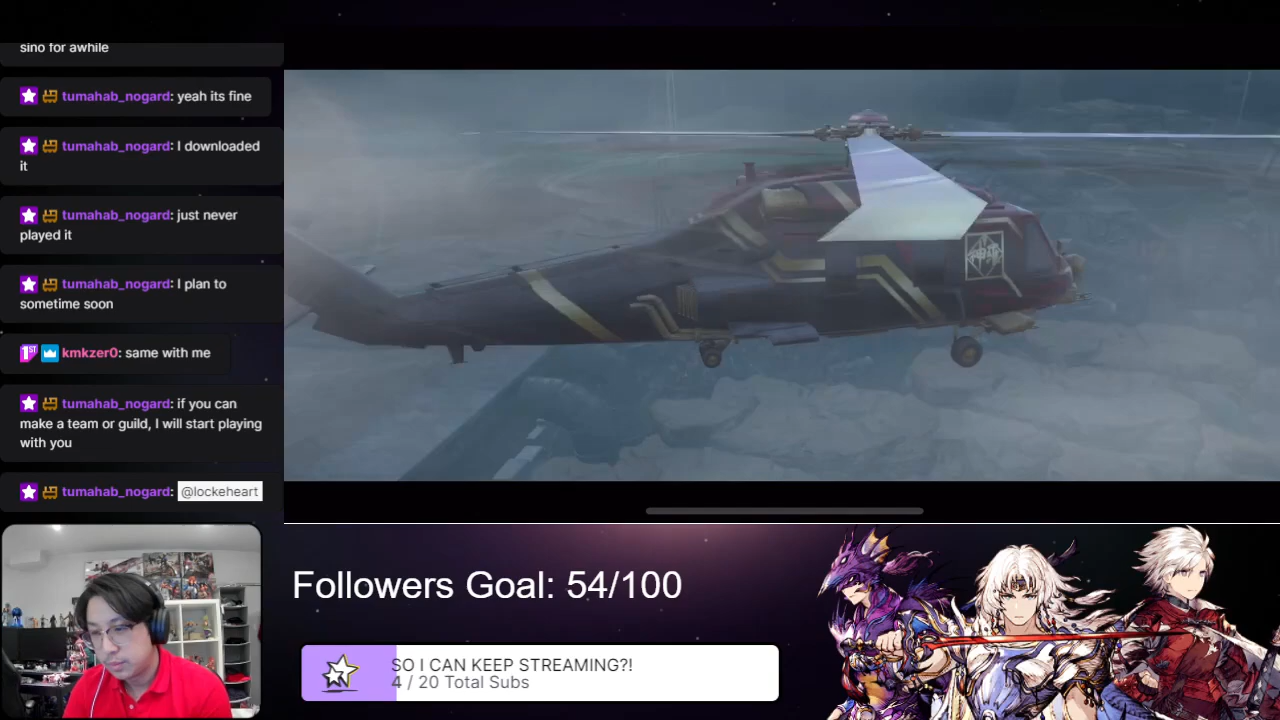 sino for awhile
tumahab_nogard: yeah its fine
tumahab_nogard: I downloaded
it
tumahab_nogard: just never
played it
tumahab_nogard: I plan to
sometime soon
1ST kmkzer0: same with me
tumahab_nogard: if you can
make a team or guild, I will start playing
with you
tumahab_nogard: @lockeheart
Followers Goal: 54/100
SO I CAN KEEP STREAMING?!
4 / 20 Total Subs